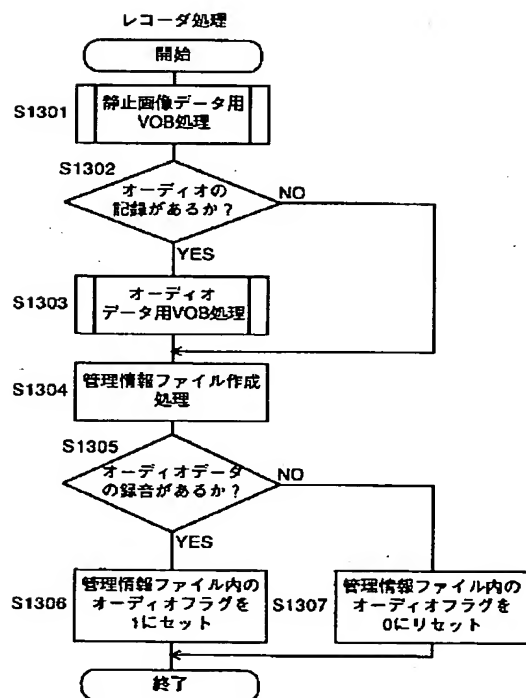 レコーダ処理
開始
S1301
静止画像データ用
VOB処理
S1302
オーディオの
記録があるか?
NO
YES
S1303
オーディオ
データ用VOB処理
S1304
管理情報ファイル作成
処理
S1305
オーディオデータ
の録音があるか?
NO
YES
S1306
管理情報ファイル内の
オーディオフラグを
1にセット
S1307
管理情報ファイル内の
オーディオフラグを
0にリセット
終了